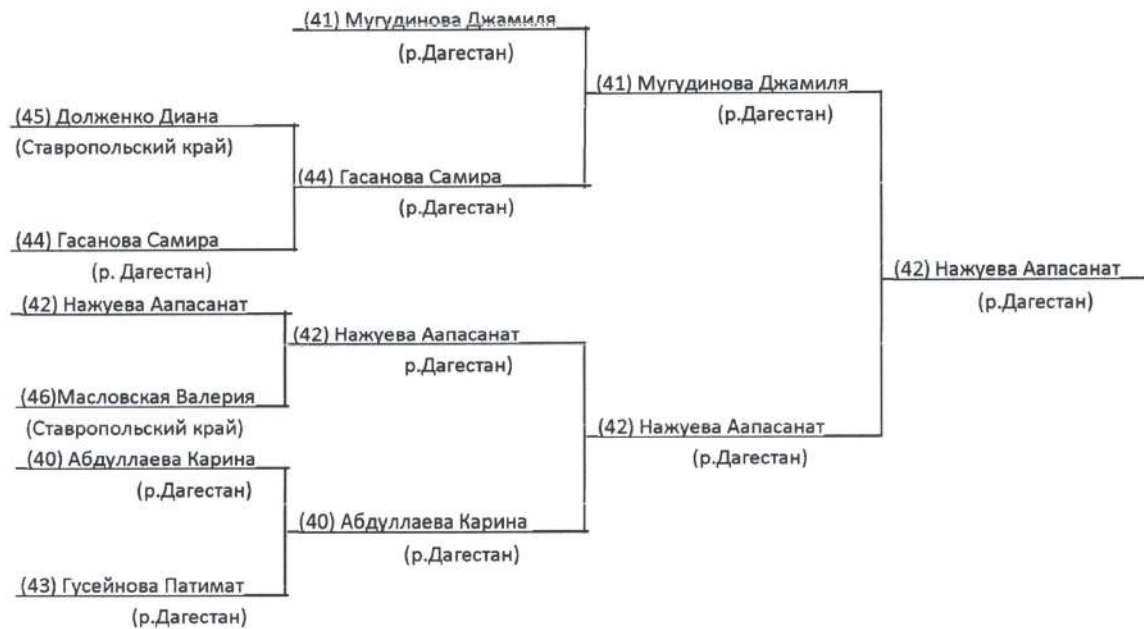 (41) Мугудинова Джамиля
(р.Дагестан)
(41) Мугудинова Джамиля
(р.Дагестан)
(45) Долженко Диана
(Ставропольский край)
(44) Гасанова Самира
(р.Дагестан)
(44) Гасанова Самира
(р. Дагестан)
(42) Нажуева Аапасанат
(р.Дагестан)
(42) Нажуева Аапасанат
(42) Нажуева Аапасанат
р.Дагестан)
(46)Масловская Валерия
(Ставропольский край)
(42) Нажуева Аапасанат
(р.Дагестан)
(40) Абдуллаева Карина
(р.Дагестан)
(40) Абдуллаева Карина
(р.Дагестан)
(43) Гусейнова Патимат
(р.Дагестан)